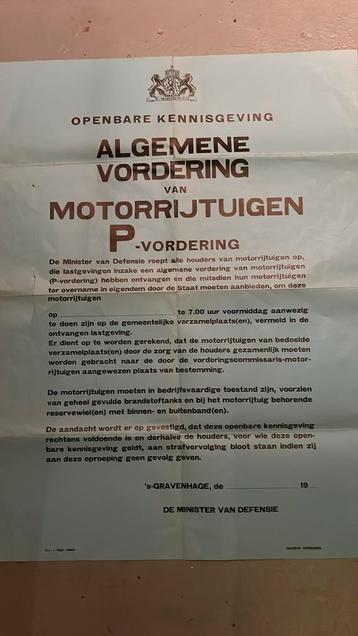 OPENBARE KENNISGEVING
ALGEMENE
VORDERING
VAN
MOTORRIJTUIGEN
P-VORDERING
De Minister van Defensie roept alle houders van motorrijtuigen op,
die lastgevingen inzake een algemene vordering van motorrijtuigen
(P-vordering) hebben ontvangen en die mitsdien hun motorrijtuigen
ter overname in eigendom door de Staat moeten aanbieden, om deze
motorrijtuigen
op te 7.00 uur voormiddag aanwezig
te doen zijn op de gemeentelijke verzamelplaats(en), vermeld in de
ontvangen lastgeving.
Er dient op te worden gerekend, dat de motorrijtuigen van bedoelde
verzamelplaats(en) door de zorg van de houders gezamenlijk moeten
worden gebracht naar de door de vorderingscommissaris-motor-
rijtuigen aangewezen plaats van bestemming.
De motorrijtuigen moeten in bedrijfsvaardige toestand zijn, voorzien
van geheel gevulde brandstoftanks en bij het motorrijtuig behorende
reservewiel(en) met binnen- en buitenband(en).
De aandacht wordt er op gevestigd, dat deze openbare kennisgeving
rechtens voldoende is en derhalve de houders, voor wie deze open-
bare kennisgeving geldt, aan strafvervolging bloot staan indien zij
aan deze oproeping geen gevolg geven.
's-GRAVENHAGE, de 19
DE MINISTER VAN DEFENSIE